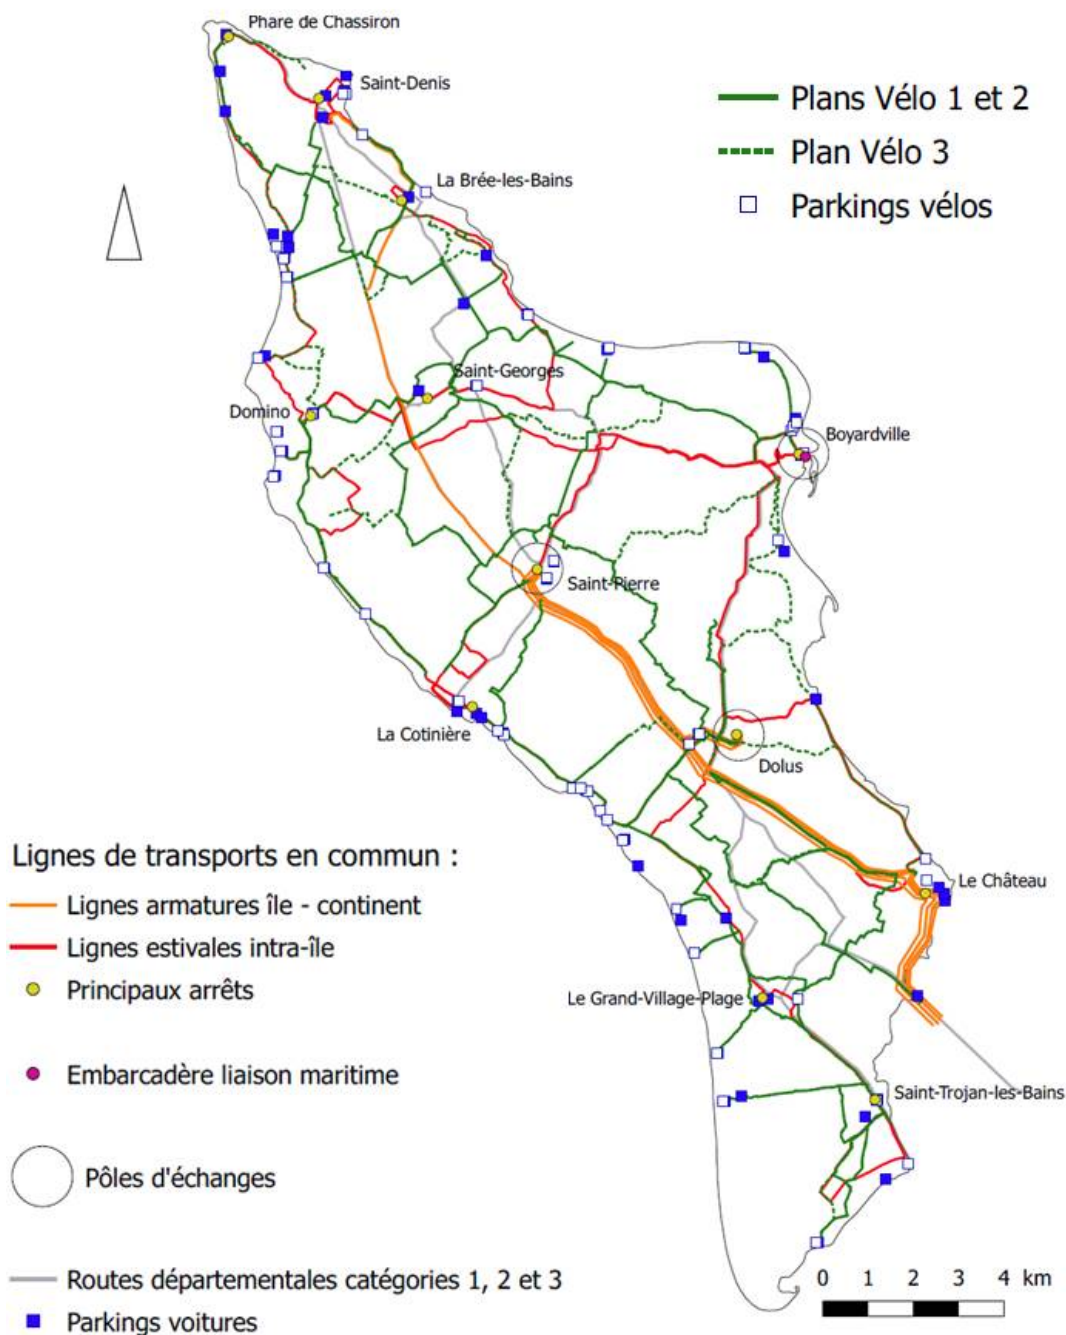 Phare de Chassiron
Saint-Denis
Plans Vélo 1 et 2
Plan Vélo 3
Parkings vélos
La Brée-les-Bains
Saint-Georges
Domino
Boyardville
Saint-Pierre
La Cotinière
Dolus
Lignes de transports en commun :
Lignes armatures île - continent
Lignes estivales intra-île
Principaux arrêts
Embarcadère liaison maritime
Pôles d'échanges
Routes départementales catégories 1, 2 et 3
Parkings voitures
Le Château
Le Grand-Village-Plage
Saint-Trojan-les-Bains
0 1 2 3 4 km